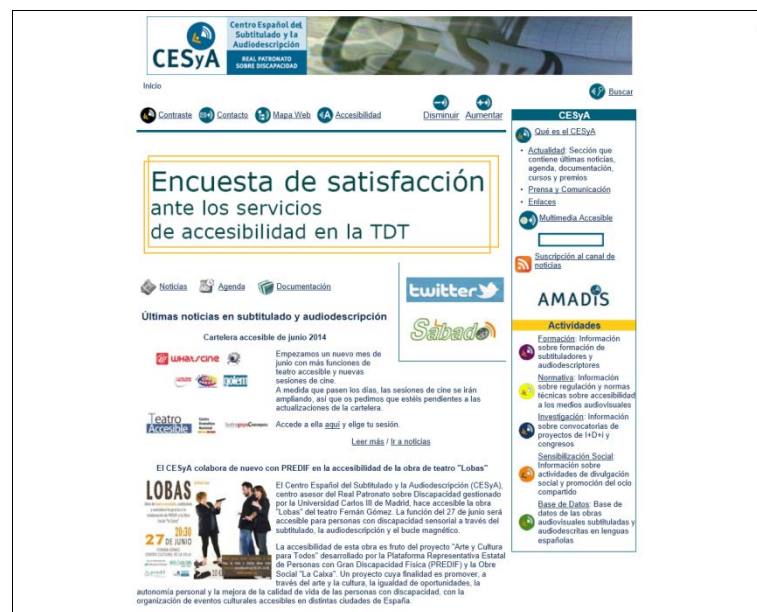 Centro Español del
Subtitulado y la
Audiodescripción
CESyA
REAL PATRONATO
SOBRE DISCAPACIDAD
Inicio
Buscar
Contraste Contacto Mapa Web Accesibilidad Disminuir Aumentar
Encuesta de satisfacción
ante los servicios
de accesibilidad en la TDT
Noticias Agenda Documentación
twitter
Sábado
Últimas noticias en subtitulado y audiodescripción
Cartelera accesible de junio 2014
whatscine
Teatro
Accesible
Empezamos un nuevo mes de
junio con más funciones de
teatro accesible y nuevas
sesiones de cine.
A medida que pasen los días, las sesiones de cine se irán
ampliando, así que os pedimos que estéis pendientes a las
actualizaciones de la cartelera.
Accede a ella aquí y elige tu sesión.
Leer más / Ir a noticias
El CESyA colabora de nuevo con PREDIF en la accesibilidad de la obra de teatro "Lobas"
LOBAS
20:30
27 DE JUNIO
El Centro Español del Subtitulado y la Audiodescripción (CESyA),
centro asesor del Real Patronato sobre Discapacidad gestionado
por la Universidad Carlos III de Madrid, hace accesible la obra
"Lobas" del teatro Fernán Gómez. La función del 27 de junio será
accesible para personas con discapacidad sensorial a través del
subtitulado, la audiodescripción y el bucle magnético.
La accesibilidad de esta obra es fruto del proyecto "Arte y Cultura
para Todos" desarrollado por la Plataforma Representativa Estatal
de Personas con Gran Discapacidad Física (PREDIF) y la Obra
Social "La Caixa". Un proyecto cuya finalidad es promover, a
través del arte y la cultura, la igualdad de oportunidades, la
autonomía personal y la mejora de la calidad de vida de las personas con discapacidad, con la
organización de eventos culturales accesibles en distintas ciudades de España.
CESyA
Qué es el CESyA
• Actualidad: Sección que
contiene últimas noticias,
agenda, documentación,
cursos y premios
• Prensa y Comunicación
• Enlaces
Multimedia Accesible
Suscripción al canal de
noticias
AMADIS
Actividades
Formación: Información
sobre formación de
subtituladores y
audiodescriptores
Normativa: Información
sobre regulación y normas
técnicas sobre accesibilidad
a los medios audiovisuales
Investigación: Información
sobre convocatorias de
proyectos de I+D+i y
congresos
Sensibilización Social:
Información sobre
actividades de divulgación
social y promoción del ocio
compartido
Base de Datos: Base de
datos de las obras
audiovisuales subtituladas y
audiodescritas en lenguas
españolas